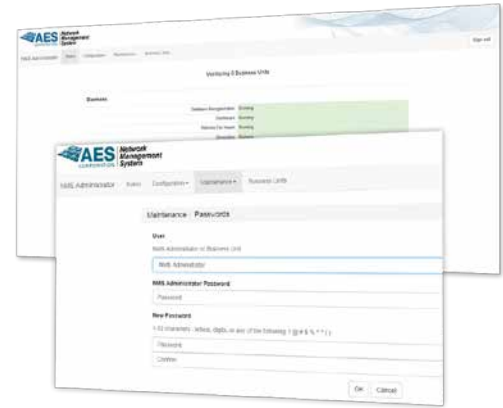 AES Network Management System
CORPORATION
Sign out
NMS Administrator Status Configuration Maintenance Business Units
Monitoring 0 Business Units
Business
Running
Running
Running
AES Network Management System
CORPORATION
NMS Administrator Status Configuration Maintenance Business Units
Maintenance Passwords
User
NMS Administrator or Business Unit
NMS Administrator
NMS Administrator Password
Password
New Password
Password
Confirm
OK Cancel